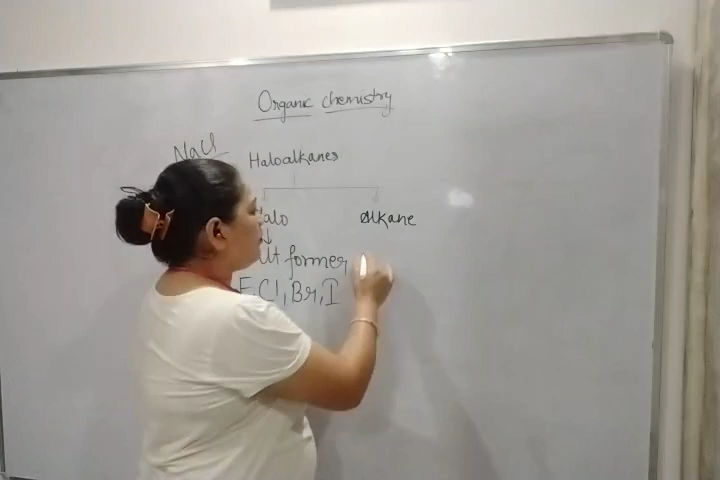 Organic chemistry
NaCl
Haloalkanes
alo alkane
lt former
F, Cl, Br, I